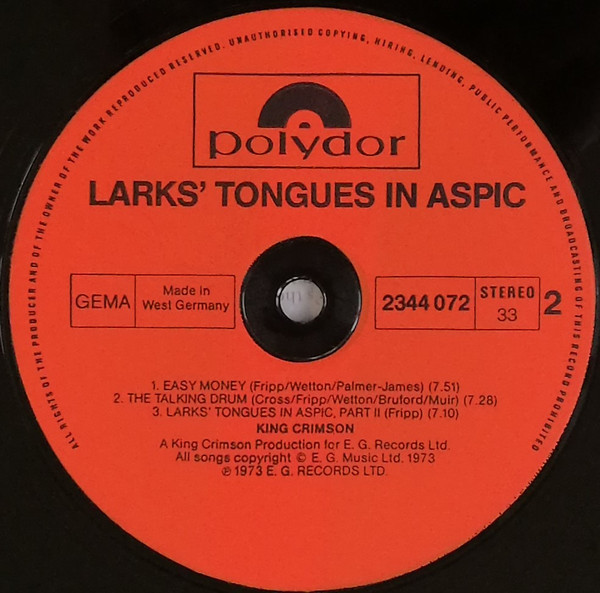 ALL RIGHTS OF THE PRODUCER AND OF THE OWNER OF THE WORK REPRODUCED RESERVED. UNAUTHORISED COPYING, HIRING, LENDING, PUBLIC PERFORMANCE AND BROADCASTING OF THIS RECORD PROHIBITED
polydor
LARKS' TONGUES IN ASPIC
GEMA
Made in
West Germany
2344 072
STEREO
33
2
1. EASY MONEY (Fripp/Wetton/Palmer-James) (7.51)
2. THE TALKING DRUM (Cross/Fripp/Wetton/Bruford/Muir) (7.28)
3. LARKS' TONGUES IN ASPIC, PART II (Fripp) (7.10)
KING CRIMSON
A King Crimson Production for E. G. Records Ltd.
All songs copyright © E. G. Music Ltd. 1973
℗ 1973 E. G. RECORDS LTD.